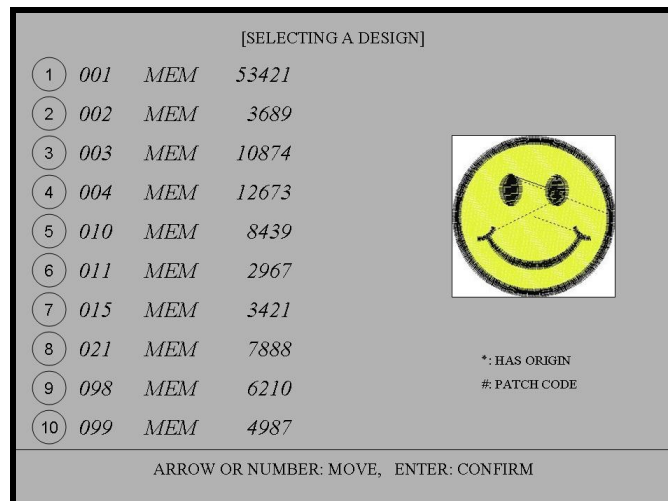 [SELECTING A DESIGN]
1 001 MEM 53421
2 002 MEM 3689
3 003 MEM 10874
4 004 MEM 12673
5 010 MEM 8439
6 011 MEM 2967
7 015 MEM 3421
8 021 MEM 7888
9 098 MEM 6210
10 099 MEM 4987
*: HAS ORIGIN
#: PATCH CODE
ARROW OR NUMBER: MOVE, ENTER: CONFIRM